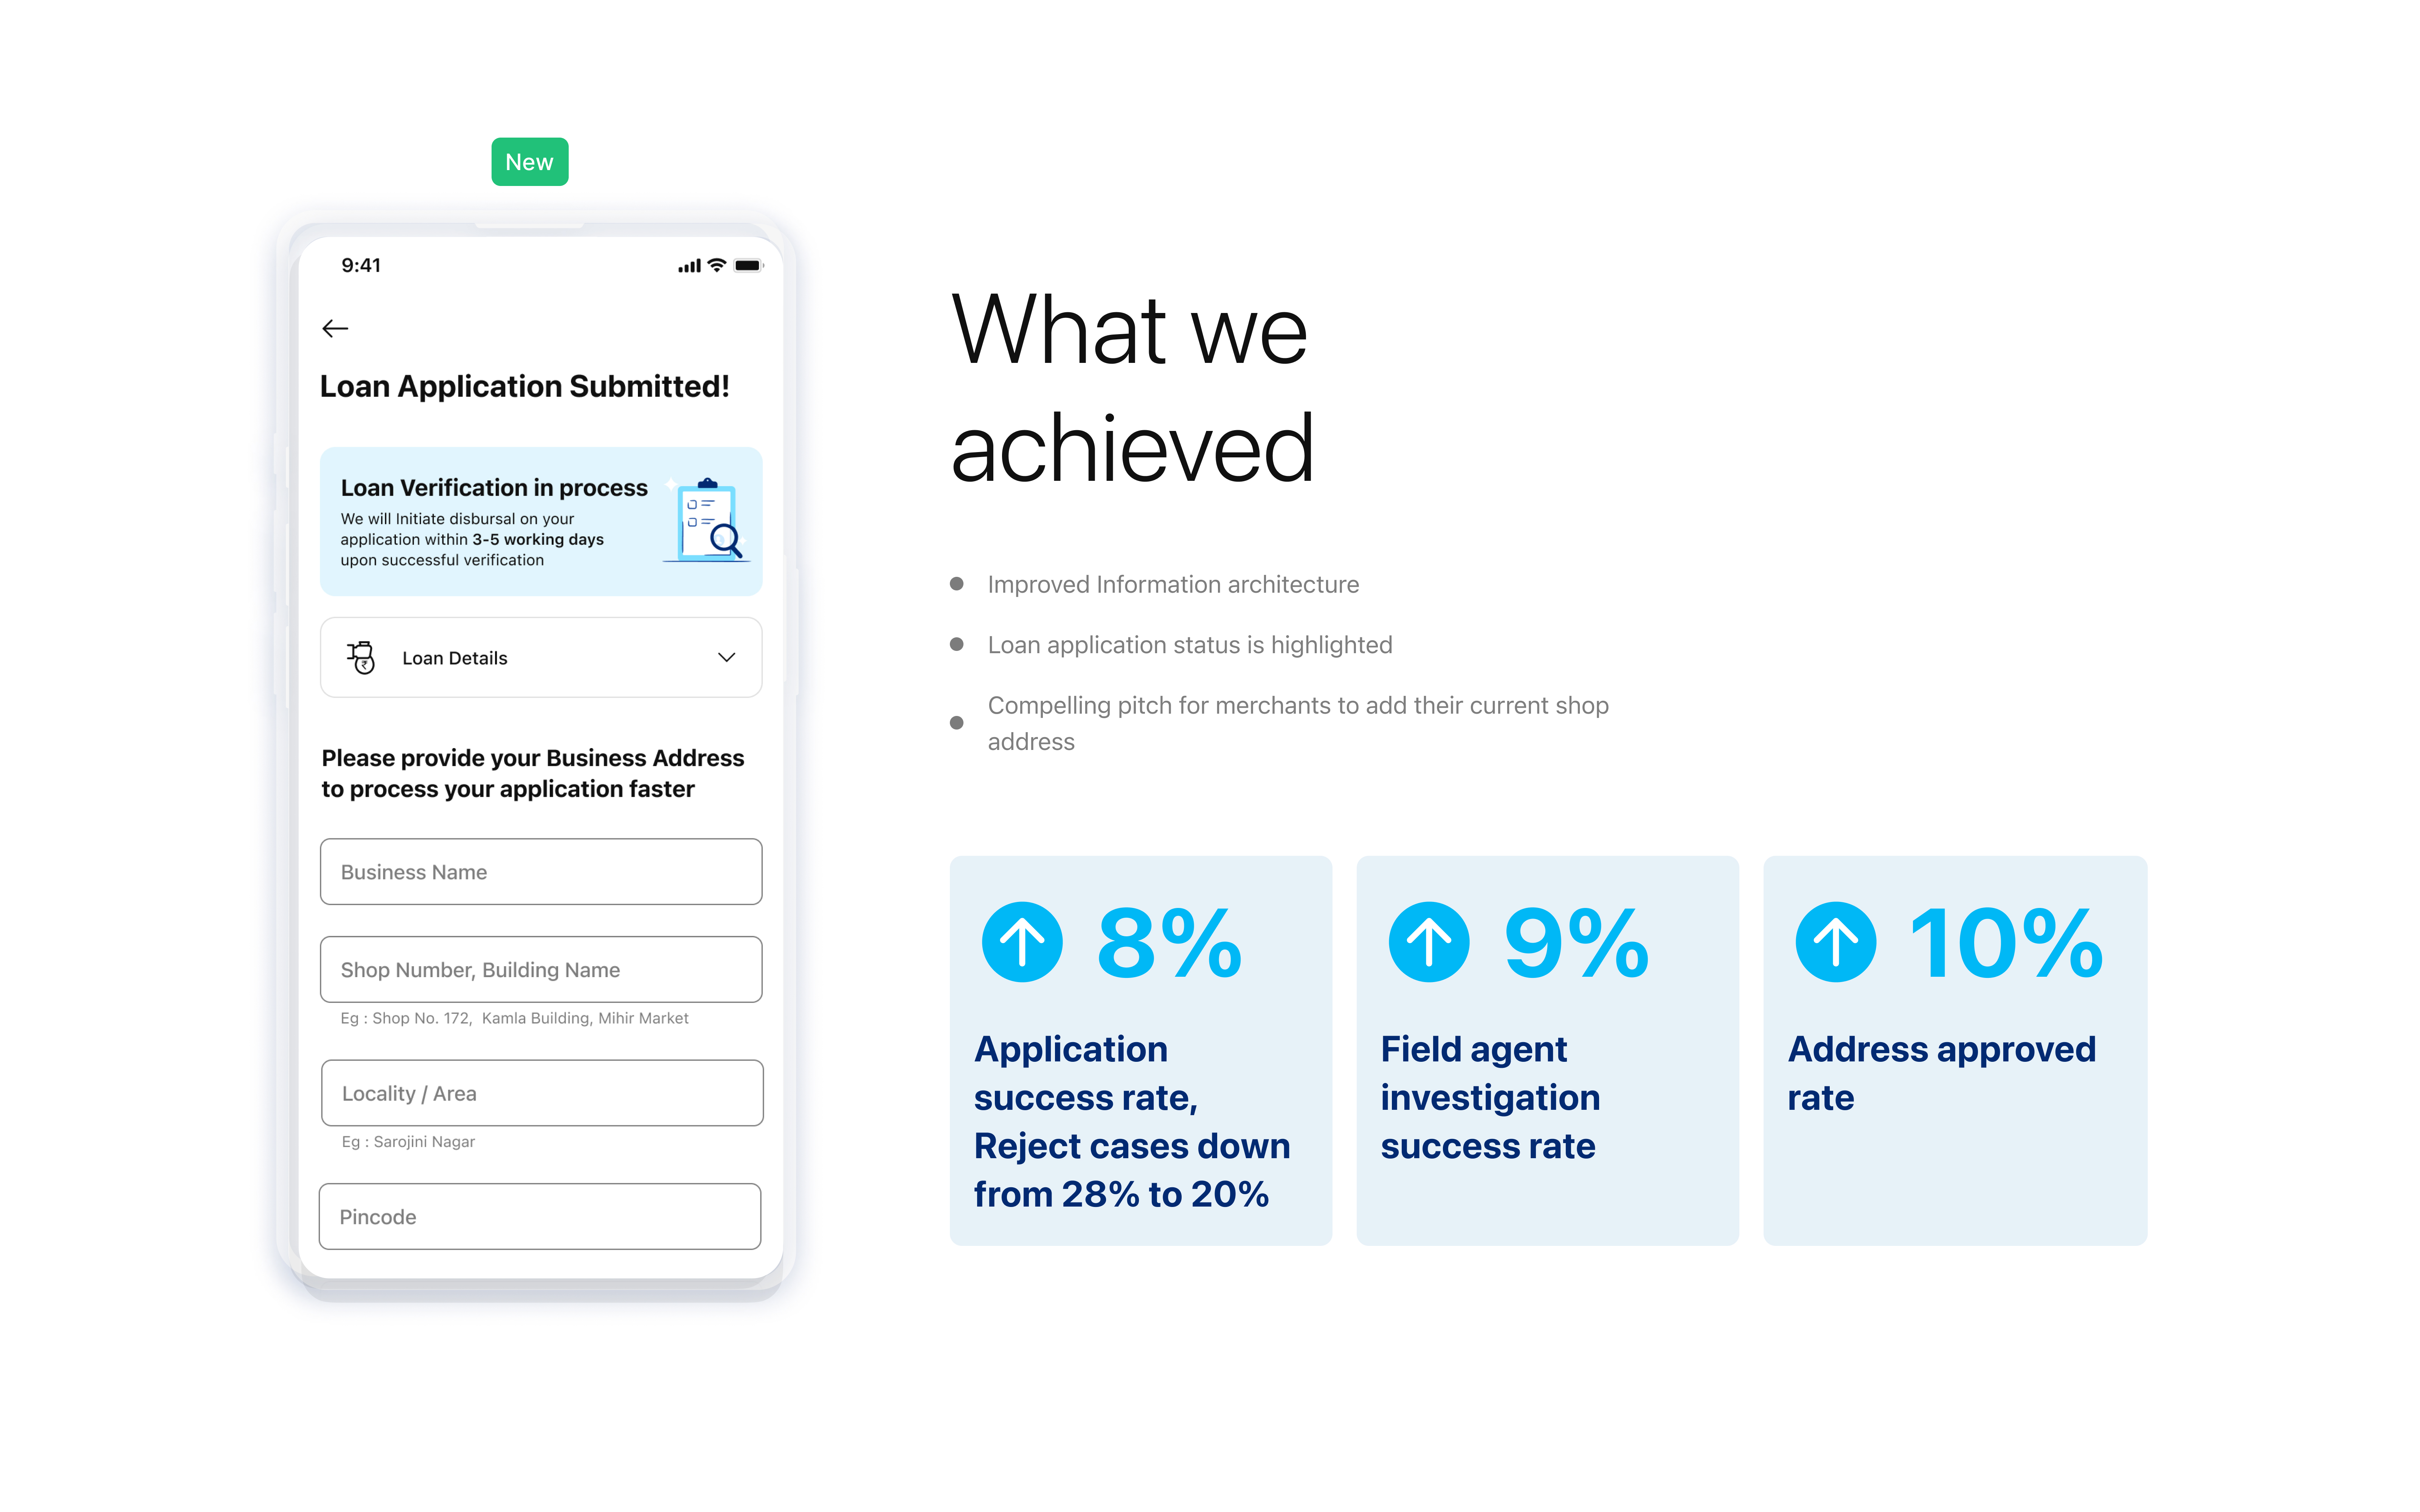 New
9:41
Loan Application Submitted!
Loan Verification in process
We will Initiate disbursal on your
application within 3-5 working days
upon successful verification
₹
Loan Details
Please provide your Business Address
to process your application faster
Business Name
Shop Number, Building Name
Eg : Shop No. 172, Kamla Building, Mihir Market
Locality / Area
Eg : Sarojini Nagar
Pincode
What we
achieved
Improved Information architecture
Loan application status is highlighted
Compelling pitch for merchants to add their current shop
address
8%
Application
success rate,
Reject cases down
from 28% to 20%
9%
Field agent
investigation
success rate
10%
Address approved
rate